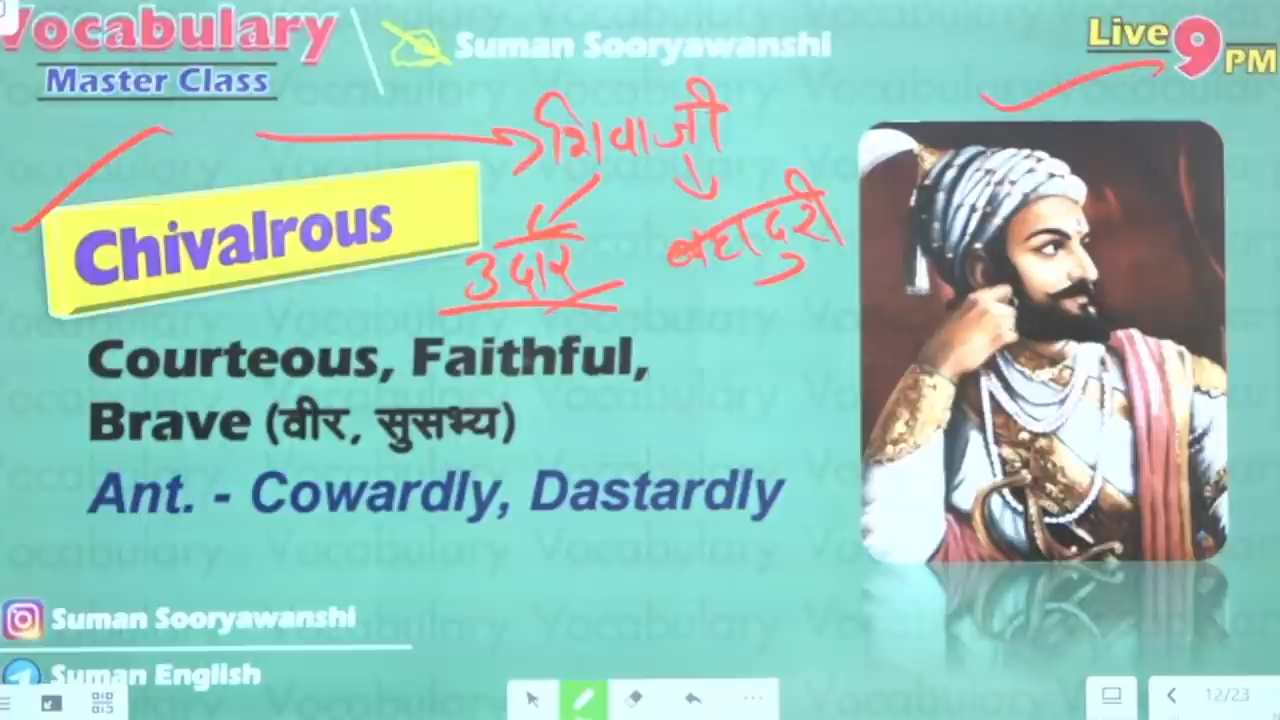 Vocabulary
Master Class
Suman Sooryawanshi
Live 9 PM
शिवाजी
उदार
बहादुरी
Chivalrous
Courteous, Faithful,
Brave (वीर, सुसभ्य)
Ant. - Cowardly, Dastardly
Suman Sooryawanshi
Suman English
12/23